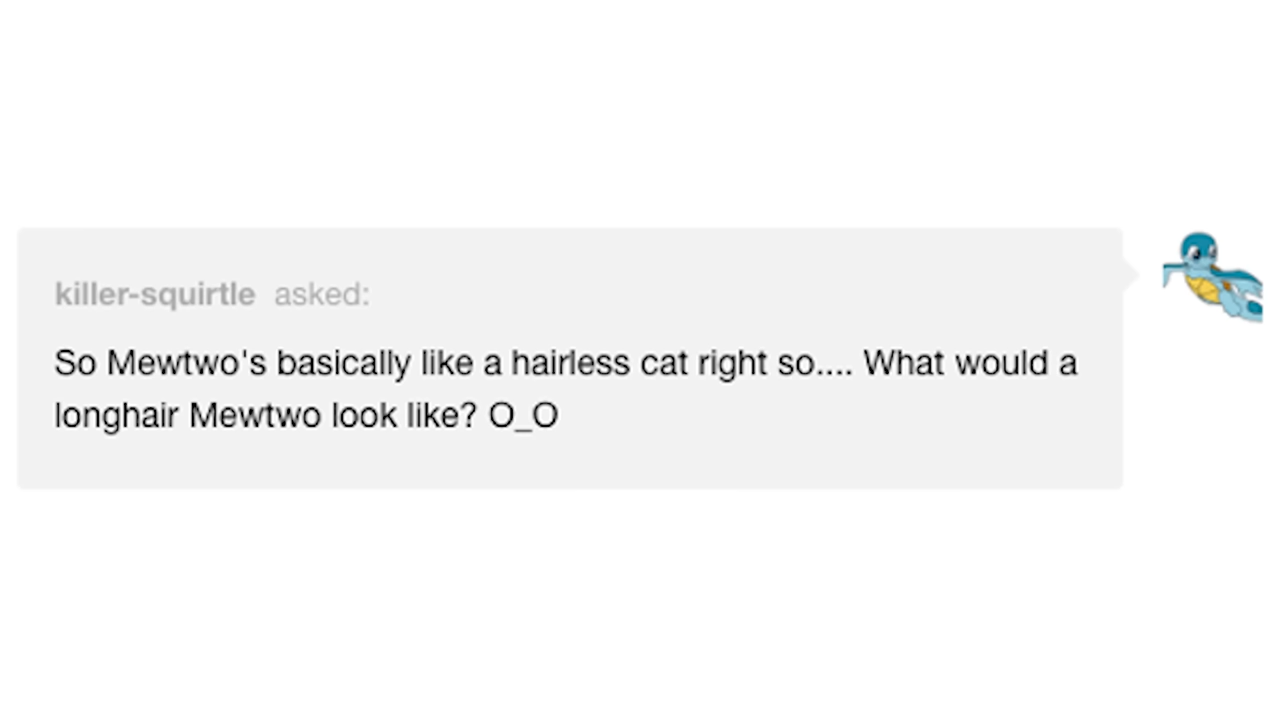 killer-squirtle asked:
So Mewtwo's basically like a hairless cat right so.... What would a
longhair Mewtwo look like? O_O